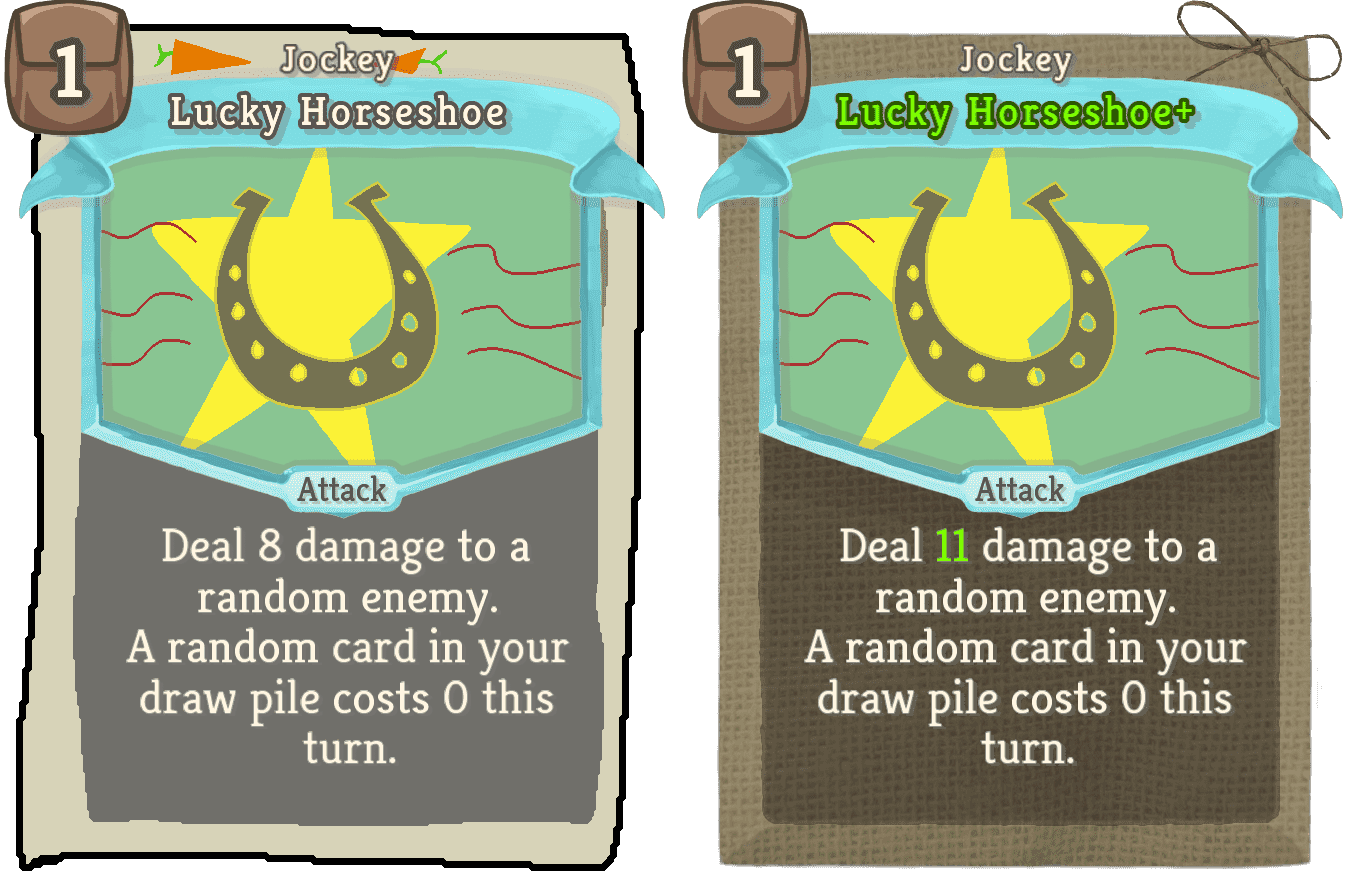 1
Jockey
Lucky Horseshoe
Attack
Deal 8 damage to a
random enemy.
A random card in your
draw pile costs 0 this
turn.
1
Jockey
Lucky Horseshoe+
Attack
Deal 11 damage to a
random enemy.
A random card in your
draw pile costs 0 this
turn.